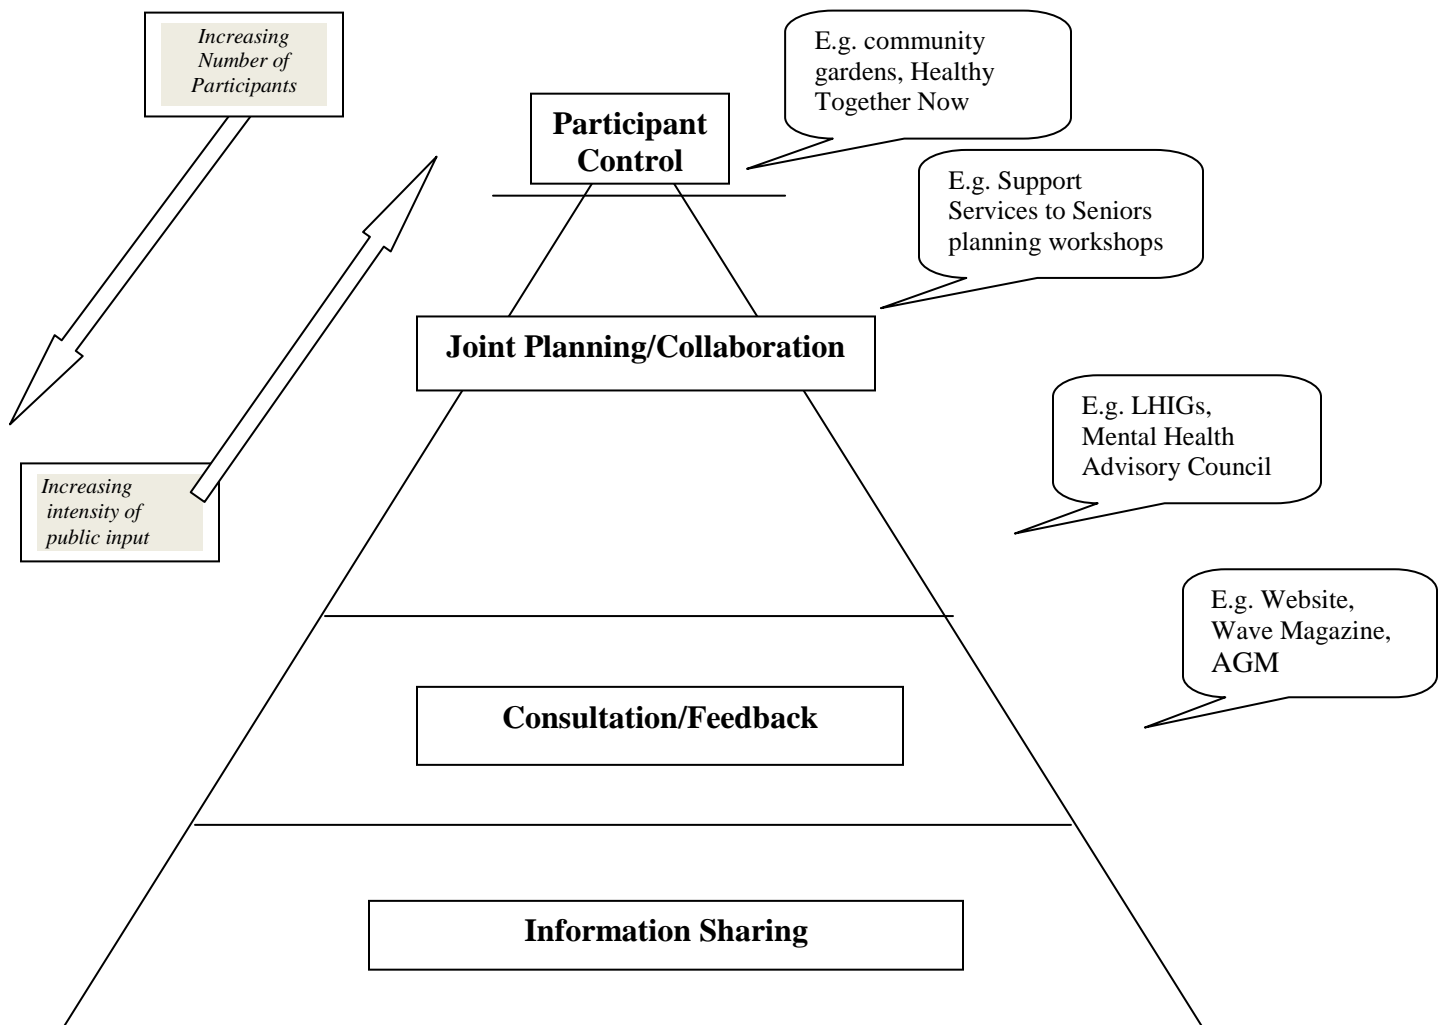 Increasing
Number of
Participants
E.g. community
gardens, Healthy
Together Now
Participant
Control
E.g. Support
Services to Seniors
planning workshops
Joint Planning/Collaboration
E.g. LHIGs,
Mental Health
Advisory Council
Increasing
intensity of
public input
E.g. Website,
Wave Magazine,
AGM
Consultation/Feedback
Information Sharing